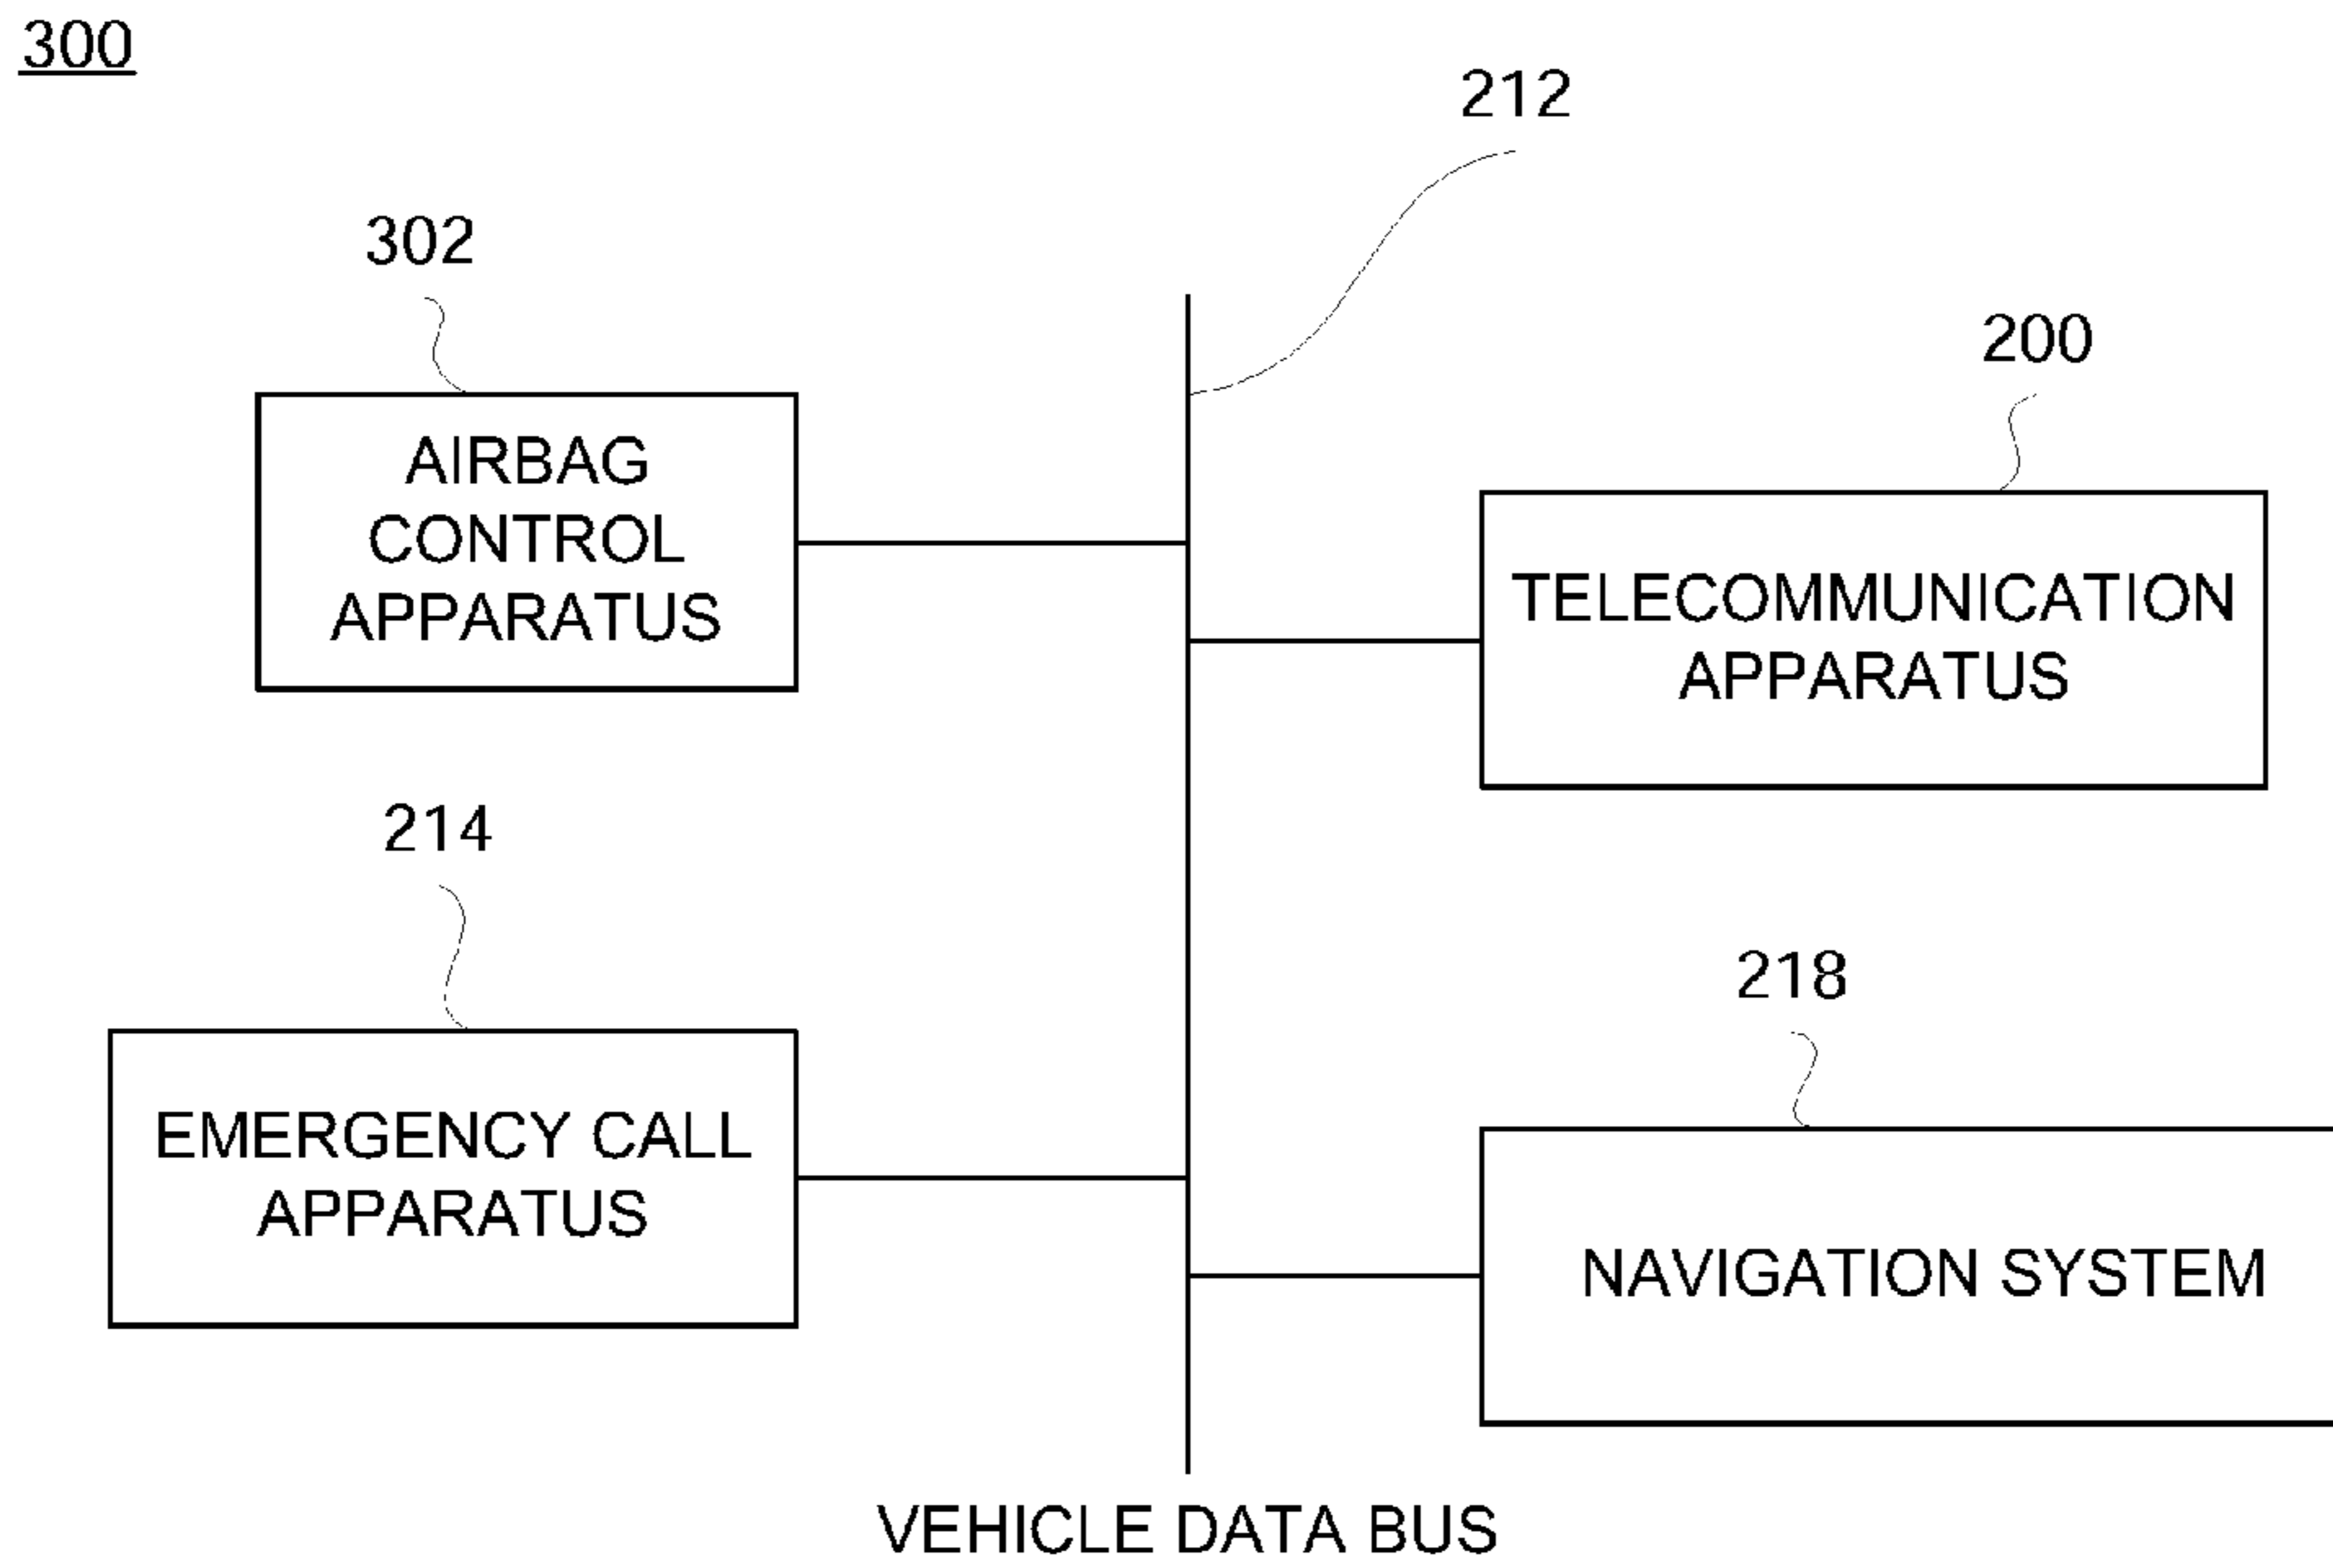 300
212
302
200
AIRBAG
CONTROL
APPARATUS
TELECOMMUNICATION
APPARATUS
214
218
EMERGENCY CALL
APPARATUS
NAVIGATION SYSTEM
VEHICLE DATA BUS